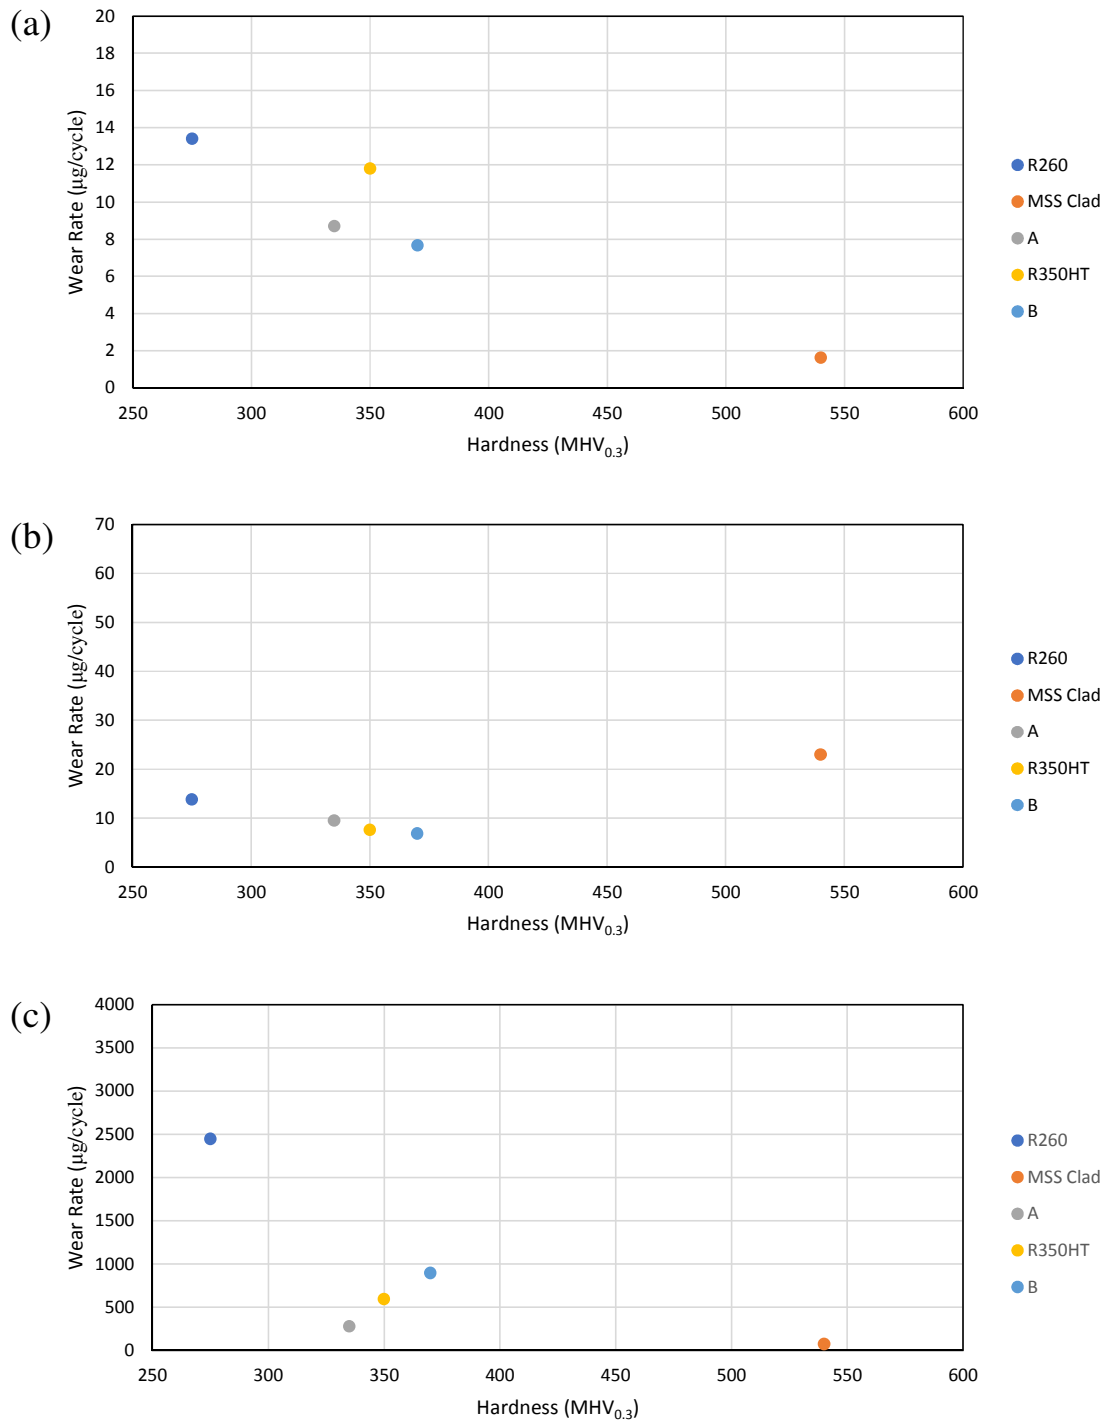 (a)
20
18
16
14
12
10
8
6
4
2
0
Wear Rate (µg/cycle)
250 300 350 400 450 500 550 600
Hardness (MHV0.3)
R260
MSS Clad
A
R350HT
B
(b)
70
60
50
40
30
20
10
0
Wear Rate (µg/cycle)
250 300 350 400 450 500 550 600
Hardness (MHV0.3)
R260
MSS Clad
A
R350HT
B
(c)
4000
3500
3000
2500
2000
1500
1000
500
0
Wear Rate (µg/cycle)
250 300 350 400 450 500 550 600
Hardness (MHV0.3)
R260
MSS Clad
A
R350HT
B